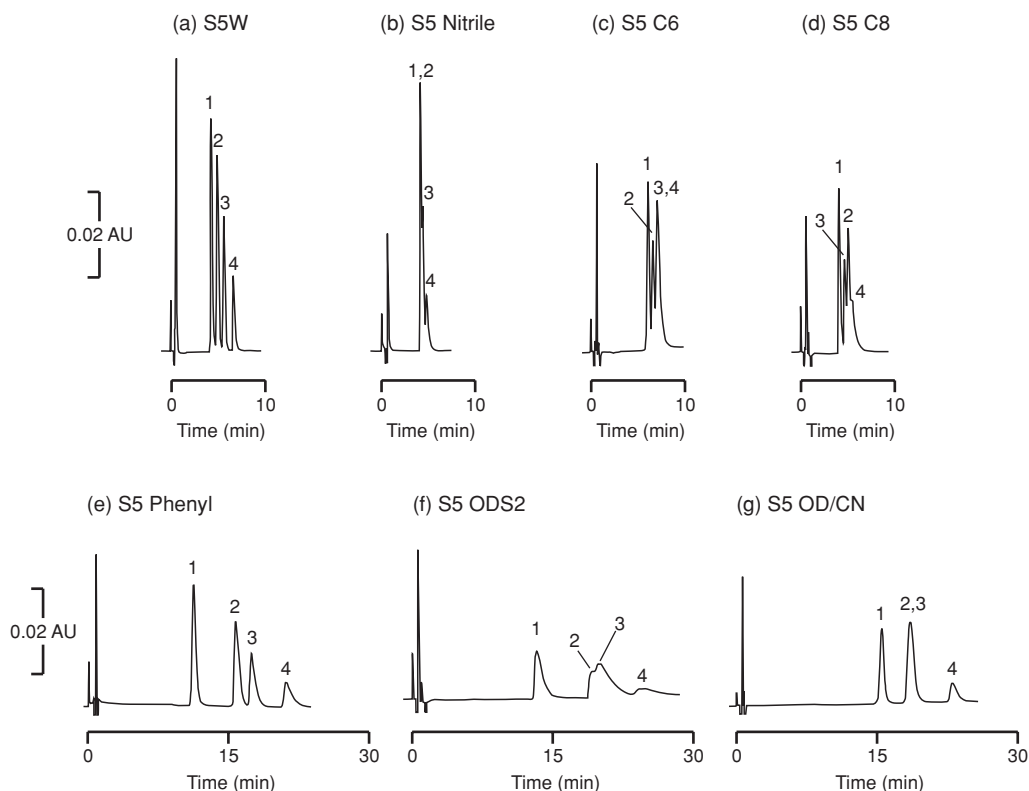 (a) S5W
(b) S5 Nitrile
(c) S5 C6
(d) S5 C8
0.02 AU
1
2
3
4
1,2
3
4
1
2
3,4
1
3
2
4
0 10
Time (min)
0 10
Time (min)
0 10
Time (min)
0 10
Time (min)
(e) S5 Phenyl
(f) S5 ODS2
(g) S5 OD/CN
0.02 AU
1
2
3
4
1
2
3
4
1
2,3
4
0 15 30
Time (min)
0 15 30
Time (min)
0 15 30
Time (min)